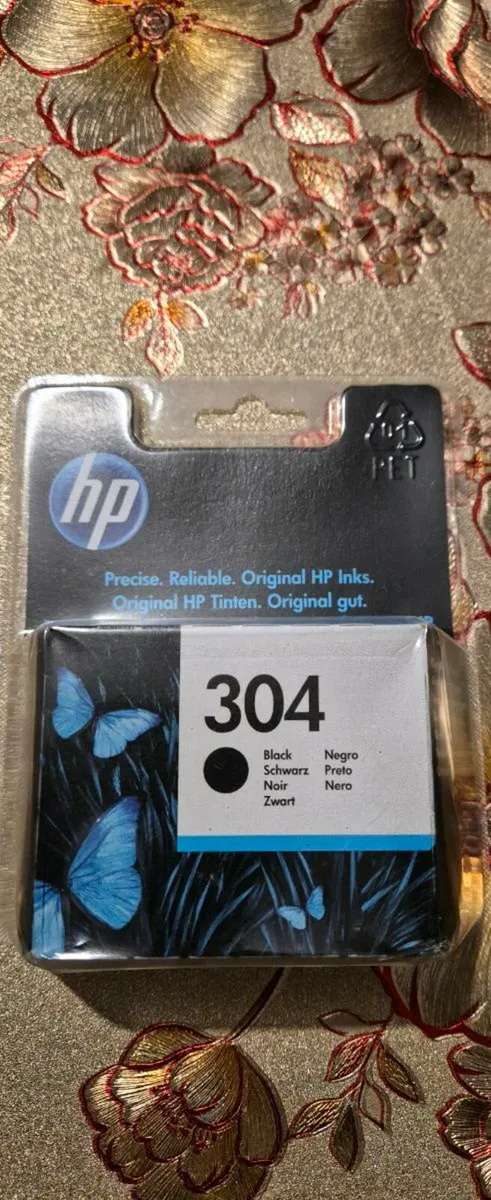 01
PET
hp
Precise. Reliable. Original HP Inks.
Original HP Tinten. Original gut.
304
Black Negro
Schwarz Preto
Noir Nero
Zwart